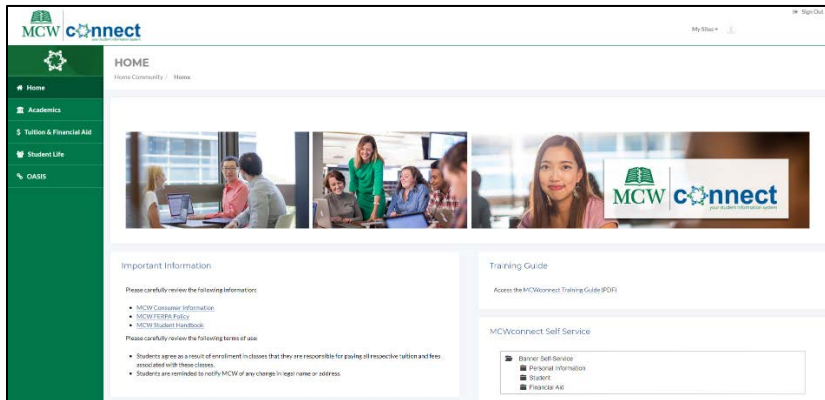 Sign Out
MCW connect
your student information system
My Sites
HOME
Home Community / Home
Home
Academics
$ Tuition & Financial Aid
Student Life
OASIS
MCW connect
your student information system
Important Information
Please carefully review the following information:
• MCW Consumer Information
• MCW FERPA Policy
• MCW Student Handbook
Please carefully review the following terms of use
• Students agree as a result of enrollment in classes that they are responsible for paying all respective tuition and fees
associated with these classes.
• Students are reminded to notify MCW of any change in legal name or address
Training Guide
Access the MCWconnect Training Guide (PDF)
MCWconnect Self Service
Banner Self-Service
Personal Information
Student
Financial Aid